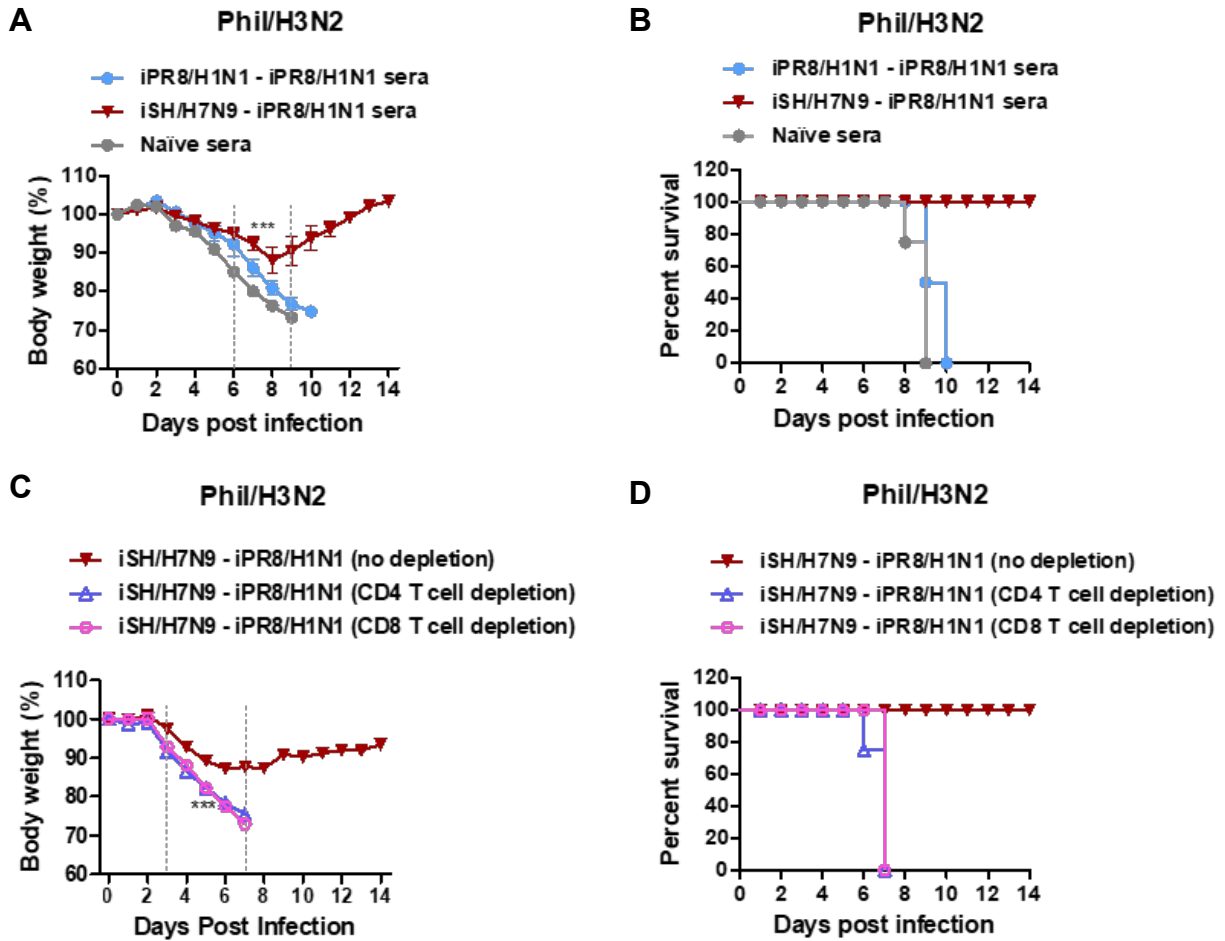 A
Phil/H3N2
iPR8/H1N1 - iPR8/H1N1 sera
iSH/H7N9 - iPR8/H1N1 sera
Naïve sera
Body weight (%)
110
100
90
80
70
60
***
0 2 4 6 8 10 12 14
Days post infection
B
Phil/H3N2
iPR8/H1N1 - iPR8/H1N1 sera
iSH/H7N9 - iPR8/H1N1 sera
Naïve sera
Percent survival
120
100
80
60
40
20
0
0 2 4 6 8 10 12 14
Days post infection
C
Phil/H3N2
iSH/H7N9 - iPR8/H1N1 (no depletion)
iSH/H7N9 - iPR8/H1N1 (CD4 T cell depletion)
iSH/H7N9 - iPR8/H1N1 (CD8 T cell depletion)
Body weight (%)
110
100
90
80
70
60
***
0 2 4 6 8 10 12 14
Days Post Infection
D
Phil/H3N2
iSH/H7N9 - iPR8/H1N1 (no depletion)
iSH/H7N9 - iPR8/H1N1 (CD4 T cell depletion)
iSH/H7N9 - iPR8/H1N1 (CD8 T cell depletion)
Percent survival
120
100
80
60
40
20
0
0 2 4 6 8 10 12 14
Days post infection